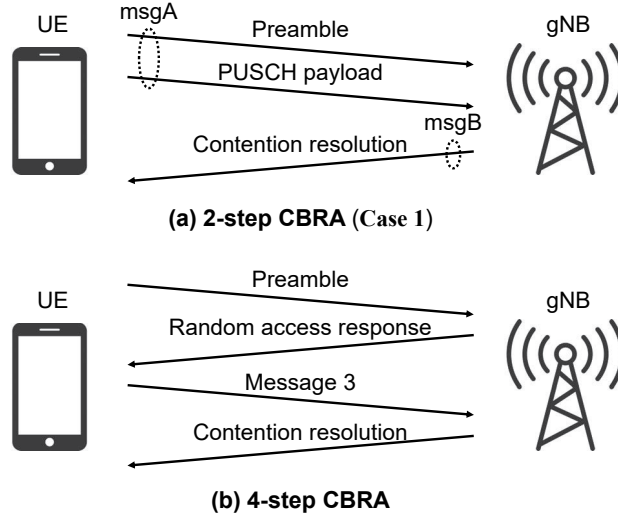 msgA
UE
Preamble
gNB
PUSCH payload
msgB
Contention resolution
(a) 2-step CBRA (Case 1)
Preamble
UE
gNB
Random access response
Message 3
Contention resolution
(b) 4-step CBRA